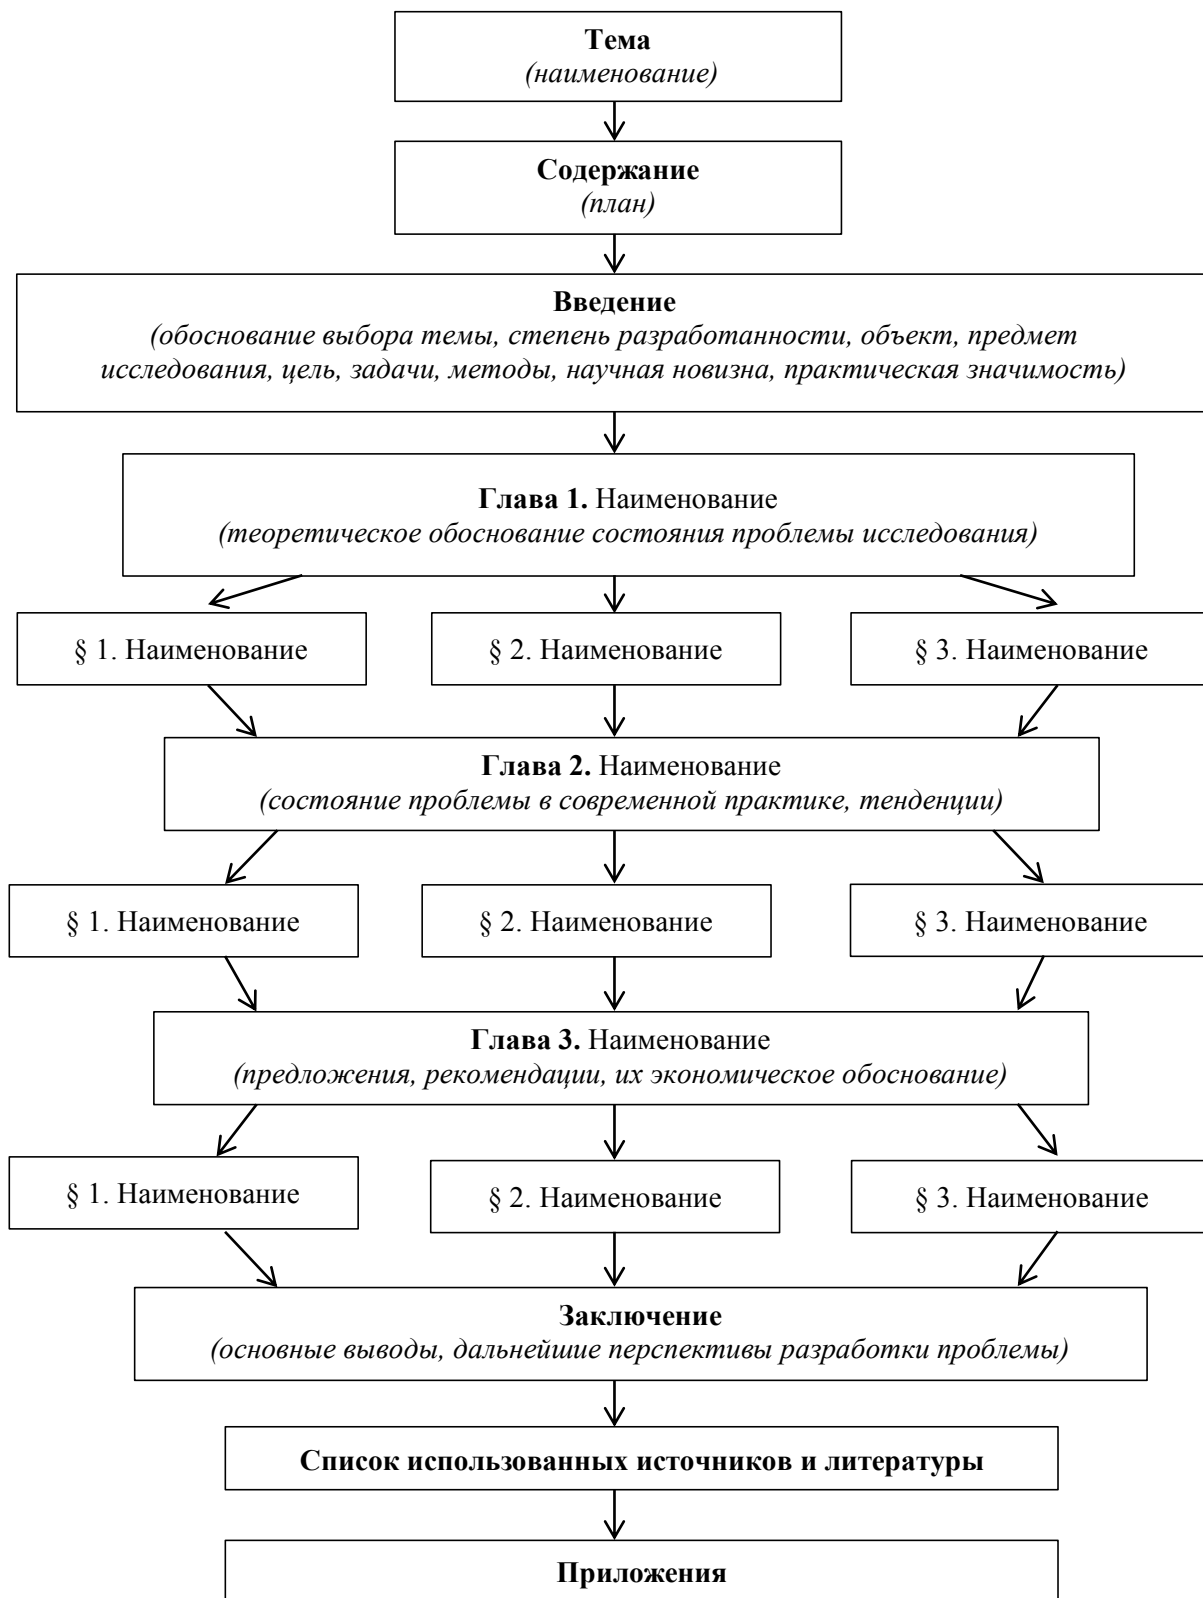 Тема
(наименование)
Содержание
(план)
Введение
(обоснование выбора темы, степень разработанности, объект, предмет
исследования, цель, задачи, методы, научная новизна, практическая значимость)
Глава 1. Наименование
(теоретическое обоснование состояния проблемы исследования)
§ 1. Наименование
§ 2. Наименование
§ 3. Наименование
Глава 2. Наименование
(состояние проблемы в современной практике, тенденции)
§ 1. Наименование
§ 2. Наименование
§ 3. Наименование
Глава 3. Наименование
(предложения, рекомендации, их экономическое обоснование)
§ 1. Наименование
§ 2. Наименование
§ 3. Наименование
Заключение
(основные выводы, дальнейшие перспективы разработки проблемы)
Список использованных источников и литературы
Приложения